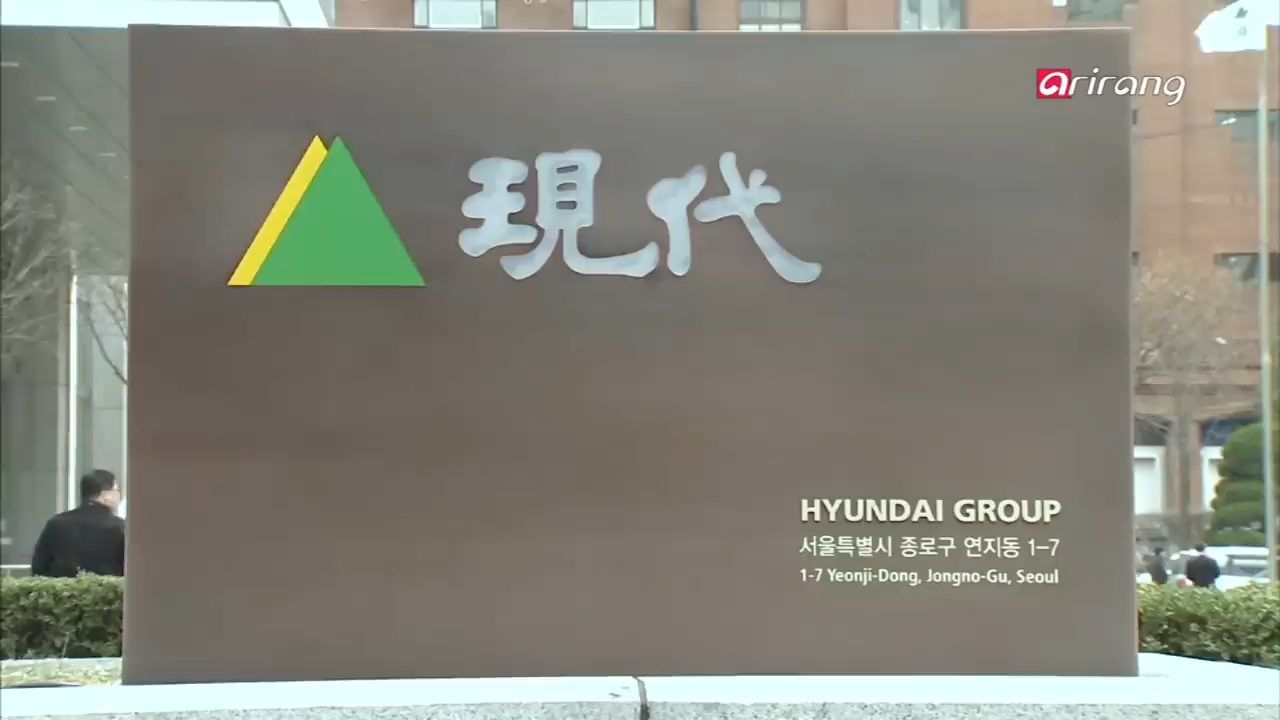 arirang
現代
HYUNDAI GROUP
서울특별시 종로구 연지동 1-7
1-7 Yeonji-Dong, Jongno-Gu, Seoul